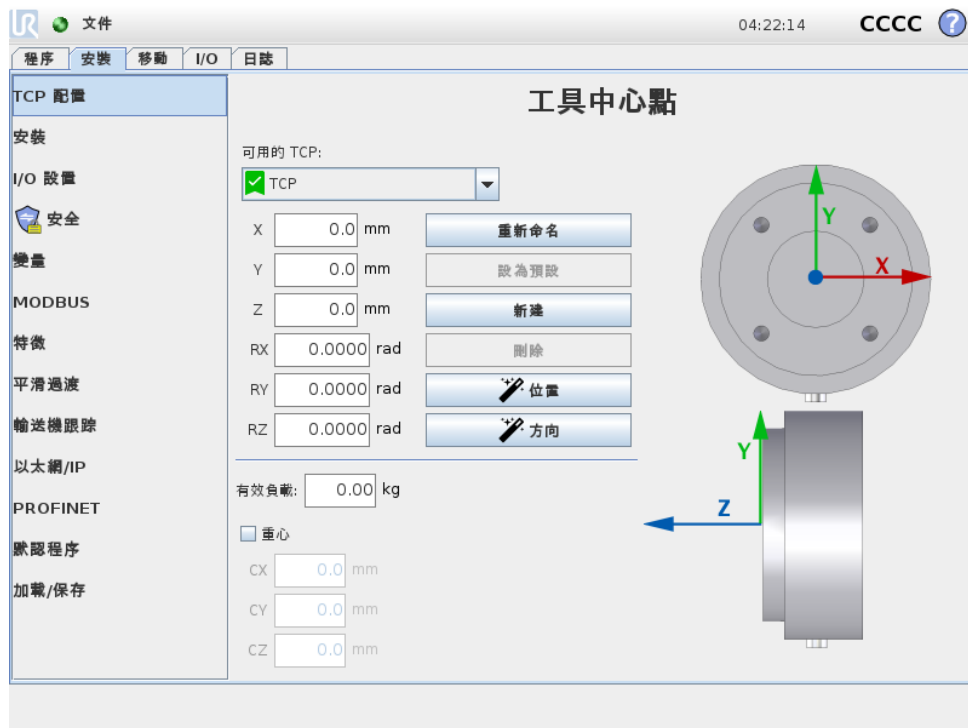 UR 文件 04:22:14 CCCC ?
程序 安裝 移動 I/O 日誌
TCP 配置
安裝
I/O 設置
安全
變量
MODBUS
特徵
平滑過渡
輸送機跟踪
以太網/IP
PROFINET
默認程序
加載/保存
工具中心點
可用的 TCP:
TCP
X 0.0 mm 重新命名
Y 0.0 mm 設為預設
Z 0.0 mm 新建
RX 0.0000 rad 刪除
RY 0.0000 rad 位置
RZ 0.0000 rad 方向
有效負載: 0.00 kg
重心
CX 0.0 mm
CY 0.0 mm
CZ 0.0 mm
Y
X
Y
Z